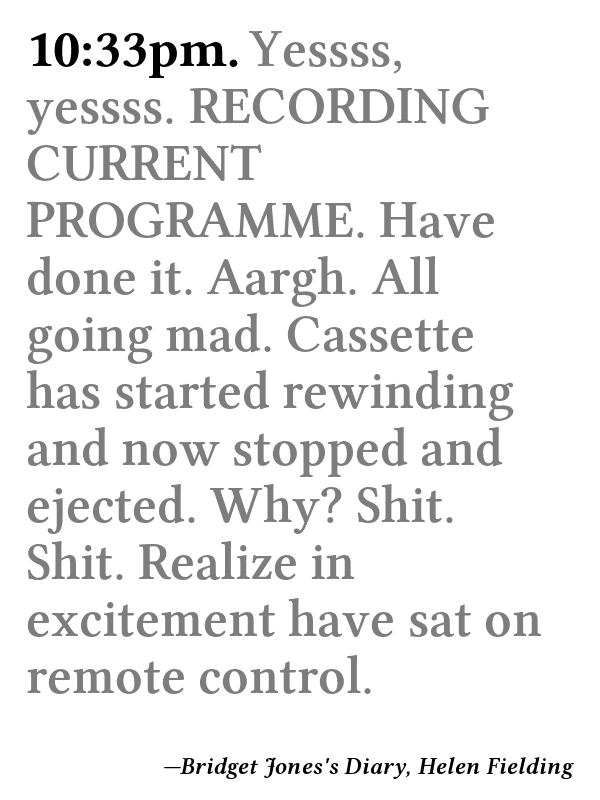 10:33pm. Yessss,
yessss. RECORDING
CURRENT
PROGRAMME. Have
done it. Aargh. All
going mad. Cassette
has started rewinding
and now stopped and
ejected. Why? Shit.
Shit. Realize in
excitement have sat on
remote control.
—Bridget Jones's Diary, Helen Fielding